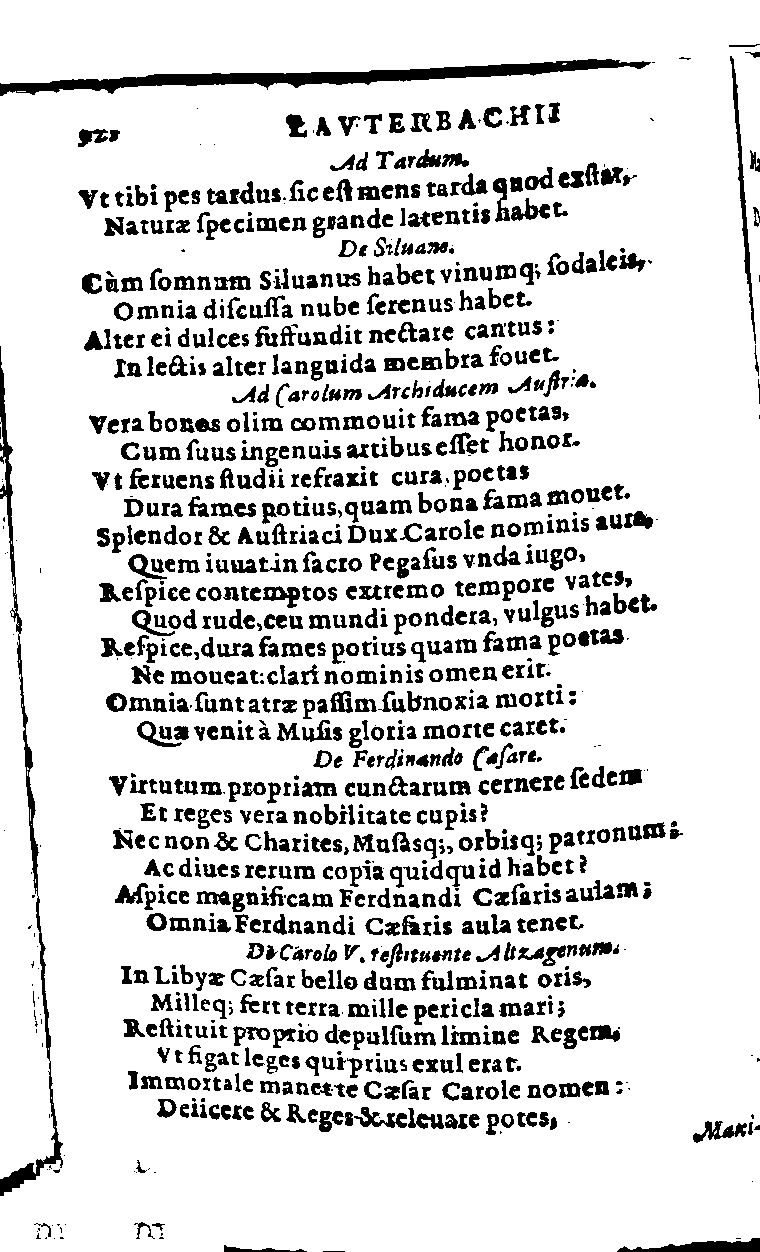 LAVTERBACHII
Ad Tardum.
Vt tibi pes tardus. sic est mens tarda quod exstat,
Naturæ specimen grande latentis habet.
De Siluano.
Cùm somnum Siluanus habet vinumq; sodaleis,
Omnia discussa nube serenus habet.
Alter ei dulces suffundit nectare cantus:
In lectis alter languida membra fouet.
Ad Carolum Archiducem Austriæ.
Vera bonos olim commouit fama poetas,
Cum suus ingenuis artibus esset honor.
Vt feruens studii refraxit cura, poetas
Dura fames potius, quam bona fama mouet.
Splendor & Austriaci Dux Carole nominis aura,
Quem iuuat in sacro Pegasus vnda iugo,
Respice contemptos extremo tempore vates,
Quod rude, ceu mundi pondera, vulgus habet.
Respice, dura fames potius quam fama poetas
Ne moueat: clari nominis omen erit.
Omnia sunt atræ passim subnoxia morti:
Quæ venit à Musis gloria morte caret.
De Ferdinando Cæsare.
Virtutum propriam cunctarum cernere sedem
Et reges vera nobilitate cupis?
Nec non & Charites, Musasq;, orbisq; patronum;
Ac diues rerum copia quidquid habet?
Aspice magnificam Ferdnandi Cæsaris aulam;
Omnia Ferdnandi Cæsaris aula tenet.
De Carolo V. restituente Altzagenum.
In Libyæ Cæsar bello dum fulminat oris,
Milleq; fert terra mille pericla mari;
Restituit proprio depulsum limine Regem,
Vt figat leges qui prius exul erat.
Immortale manet te Cæsar Carole nomen:
Deiicere & Reges & releuare potes,
Maxi-